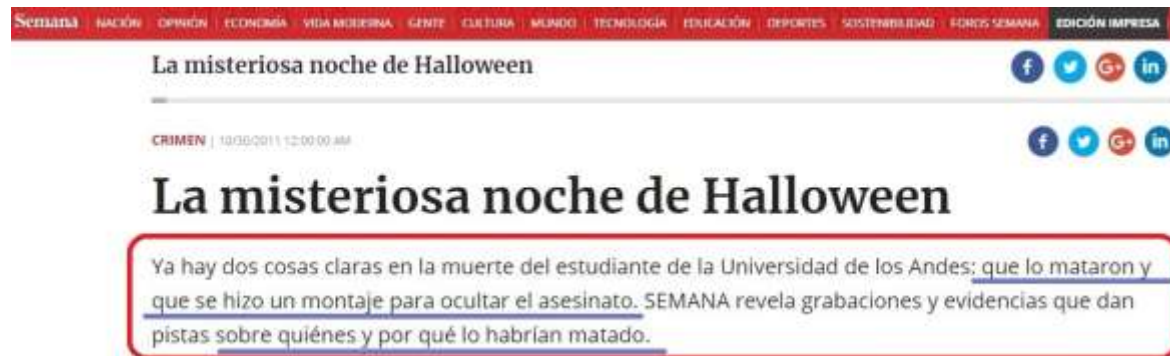 Semana NACIÓN OPINIÓN ECONOMÍA VIDA MODERNA GENTE CULTURA MUNDO TECNOLOGÍA EDUCACIÓN DEPORTES SOSTENIBILIDAD FOROS SEMANA EDICIÓN IMPRESA
La misteriosa noche de Halloween
CRIMEN | 10/30/2011 12:00:00 AM
La misteriosa noche de Halloween
Ya hay dos cosas claras en la muerte del estudiante de la Universidad de los Andes: que lo mataron y
que se hizo un montaje para ocultar el asesinato. SEMANA revela grabaciones y evidencias que dan
pistas sobre quiénes y por qué lo habrían matado.